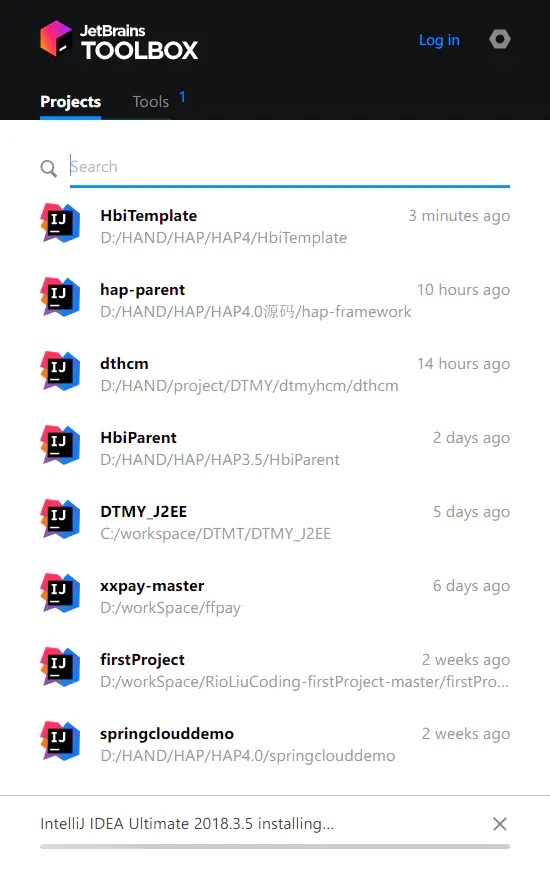 JetBrains
TOOLBOX
Log in
Projects
Tools 1
Search
IJ
HbiTemplate 3 minutes ago
D:/HAND/HAP/HAP4/HbiTemplate
IJ
hap-parent 10 hours ago
D:/HAND/HAP/HAP4.0源码/hap-framework
IJ
dthcm 14 hours ago
D:/HAND/project/DTMY/dtmyhcm/dthcm
IJ
HbiParent 2 days ago
D:/HAND/HAP/HAP3.5/HbiParent
IJ
DTMY_J2EE 5 days ago
C:/workspace/DTMT/DTMY_J2EE
IJ
xxpay-master 6 days ago
D:/workSpace/ffpay
IJ
firstProject 2 weeks ago
D:/workSpace/RioLiuCoding-firstProject-master/firstPro...
IJ
springclouddemo 2 weeks ago
D:/HAND/HAP/HAP4.0/springclouddemo
IntelliJ IDEA Ultimate 2018.3.5 installing...